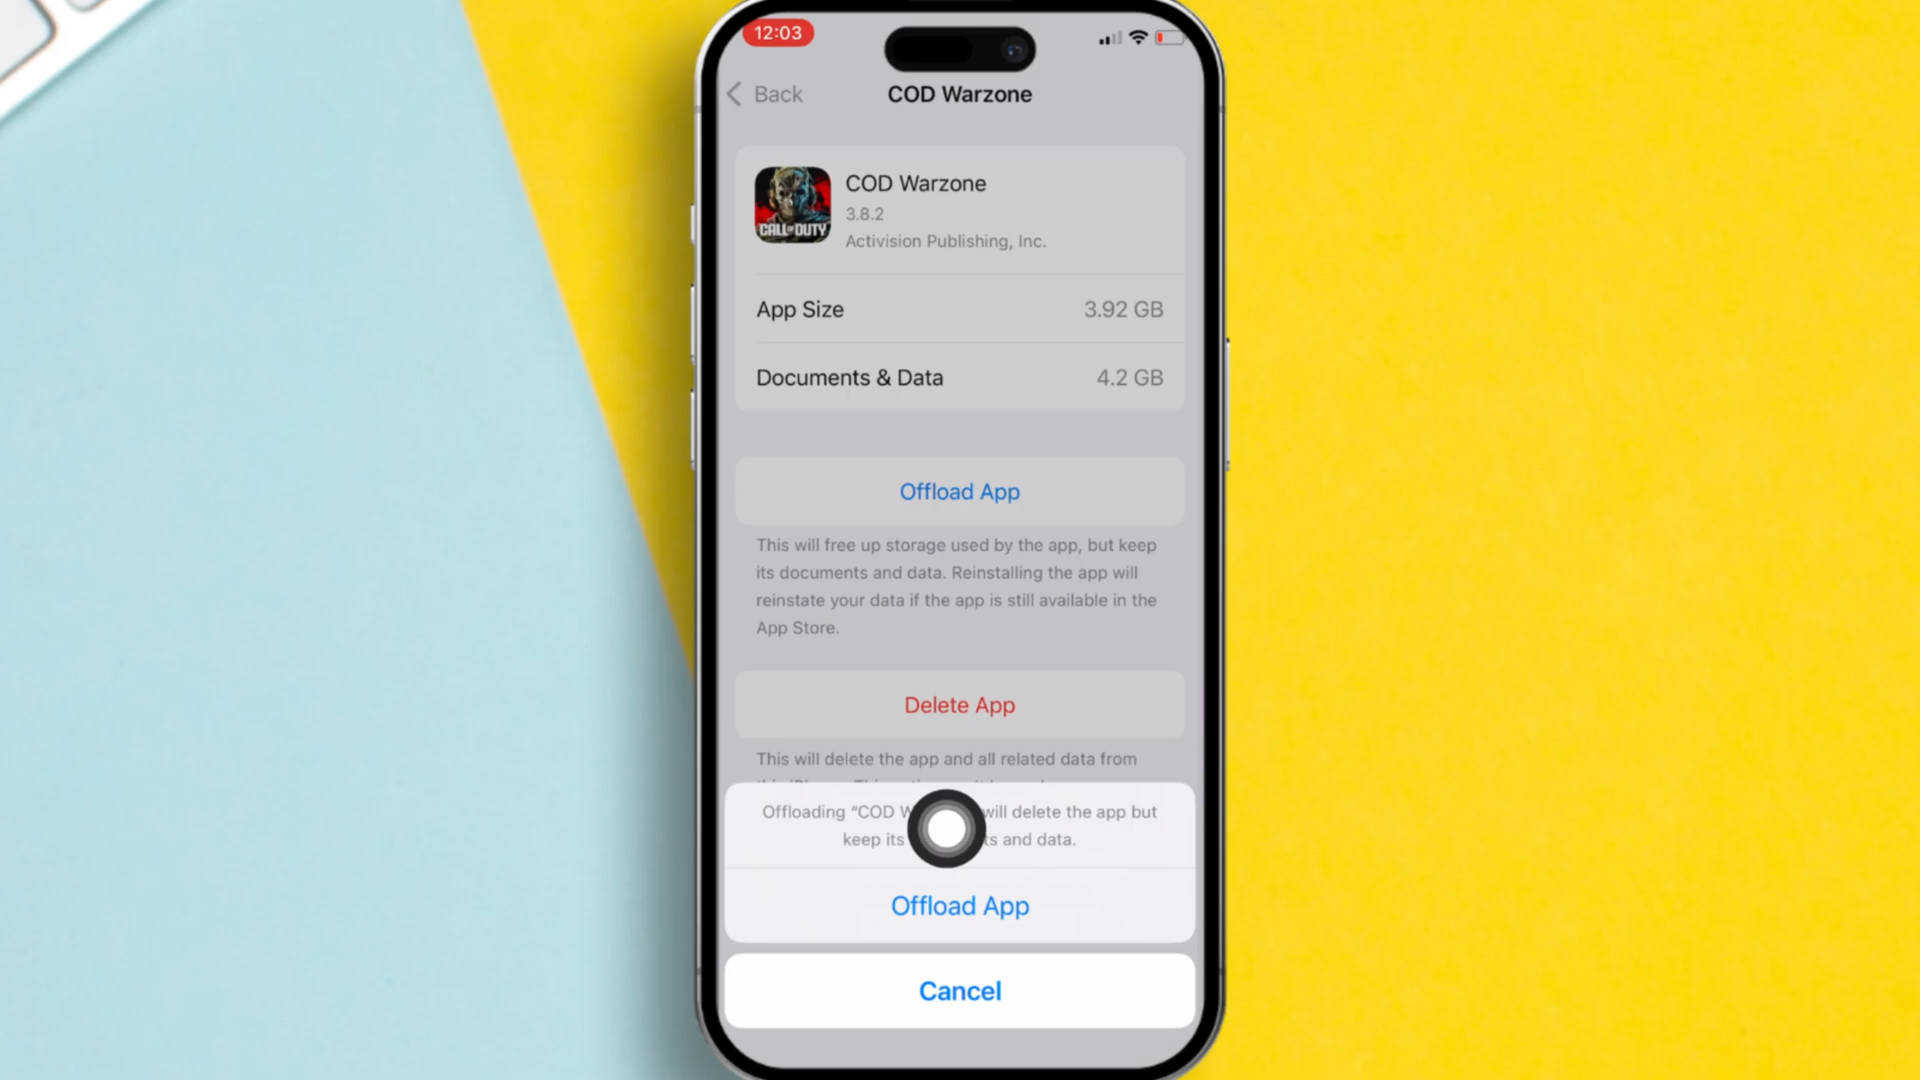 12:03
Back
COD Warzone
CALL OF DUTY
COD Warzone
3.8.2
Activision Publishing, Inc.
App Size
3.92 GB
Documents & Data
4.2 GB
Offload App
This will free up storage used by the app, but keep
its documents and data. Reinstalling the app will
reinstate your data if the app is still available in the
App Store.
Delete App
This will delete the app and all related data from
Offloading “COD will delete the app but
keep its and data.
Offload App
Cancel